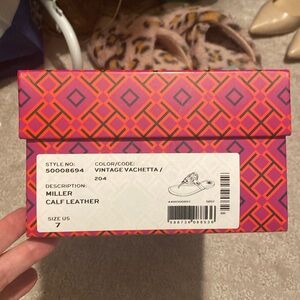 STYLE NO:
50008694
COLOR/CODE:
VINTAGE VACHETTA /
204
DESCRIPTION:
MILLER
CALF LEATHER
SIZE US
7